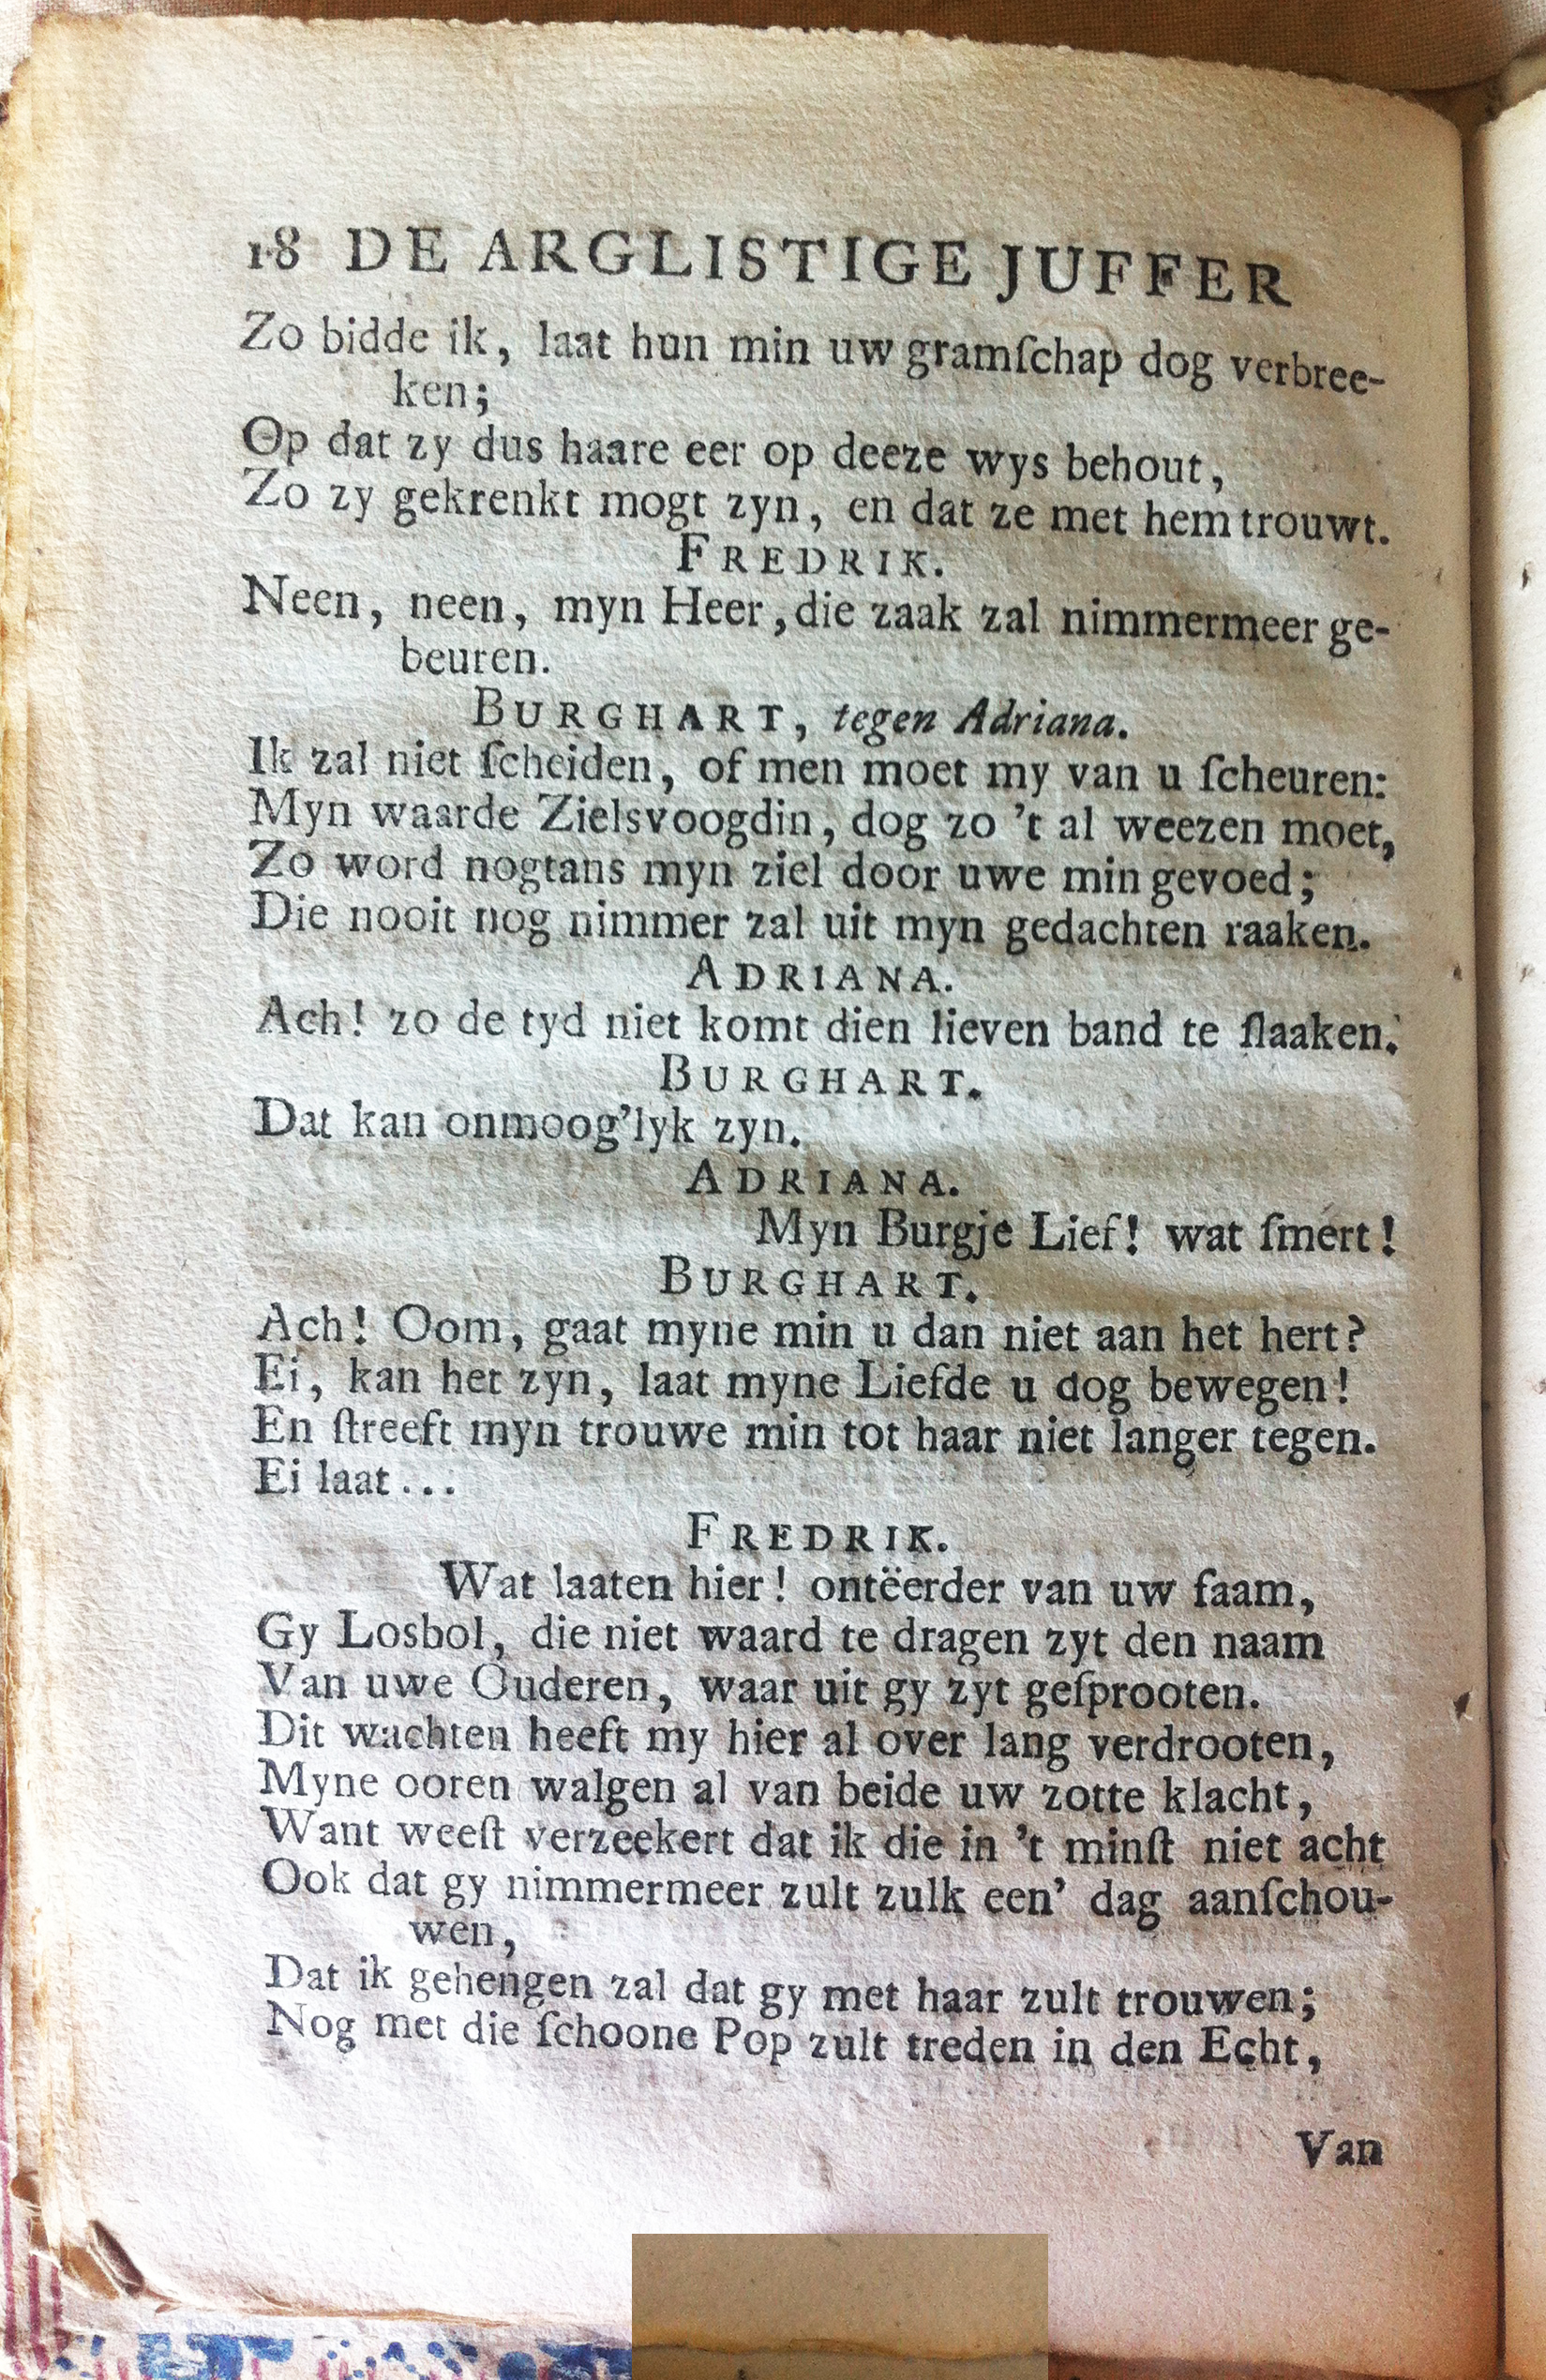 18 DE ARGLISTIGE JUFFER
Zo bidde ik, laat hun min uw gramſchap dog verbree-
ken;
Op dat zy dus haare eer op deeze wys behout,
Zo zy gekrenkt mogt zyn, en dat ze met hem trouwt.
FREDRIK.
Neen, neen, myn Heer, die zaak zal nimmermeer ge-
beuren.
BURGHART, tegen Adriana.
Ik zal niet ſcheiden, of men moet my van u ſcheuren:
Myn waarde Zielsvoogdin, dog zo 't al weezen moet,
Zo word nogtans myn ziel door uwe min gevoed;
Die nooit nog nimmer zal uit myn gedachten raaken.
ADRIANA.
Ach! zo de tyd niet komt dien lieven band te ſlaaken.
BURGHART.
Dat kan onmoog'lyk zyn.
ADRIANA.
Myn Burgje Lief! wat ſmert!
BURGHART.
Ach! Oom, gaat myne min u dan niet aan het hert?
Ei, kan het zyn, laat myne Liefde u dog bewegen!
En ſtreeft myn trouwe min tot haar niet langer tegen.
Ei laat...
FREDRIK.
Wat laaten hier! ontëerder van uw faam,
Gy Losbol, die niet waard te dragen zyt den naam
Van uwe Ouderen, waar uit gy zyt geſprooten.
Dit wachten heeft my hier al over lang verdrooten,
Myne ooren walgen al van beide uw zotte klacht,
Want weeſt verzeekert dat ik die in 't minſt niet acht
Ook dat gy nimmermeer zult zulk een' dag aanſchou-
wen,
Dat ik gehengen zal dat gy met haar zult trouwen;
Nog met die ſchoone Pop zult treden in den Echt,
Van